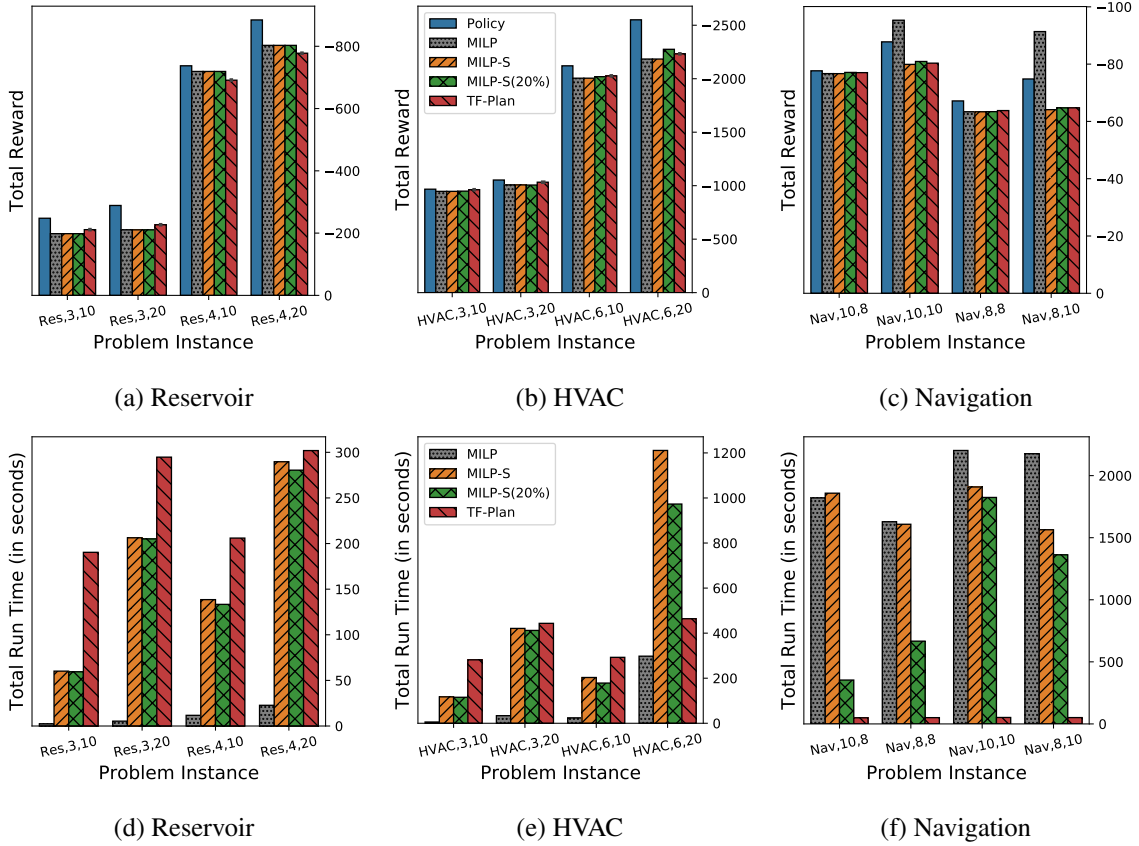 Total Reward
−800
−600
−400
−200
0
Res,3,10
Res,3,20
Res,4,10
Res,4,20
Problem Instance
(a) Reservoir
Total Reward
Policy
MILP
MILP-S
MILP-S(20%)
TF-Plan
−2500
−2000
−1500
−1000
−500
0
HVAC,3,10
HVAC,3,20
HVAC,6,10
HVAC,6,20
Problem Instance
(b) HVAC
Total Reward
−100
−80
−60
−40
−20
0
Nav,10,8
Nav,10,10
Nav,8,8
Nav,8,10
Problem Instance
(c) Navigation
Total Run Time (in seconds)
300
250
200
150
100
50
0
Res,3,10
Res,3,20
Res,4,10
Res,4,20
Problem Instance
(d) Reservoir
Total Run Time (in seconds)
MILP
MILP-S
MILP-S(20%)
TF-Plan
1200
1000
800
600
400
200
0
HVAC,3,10
HVAC,3,20
HVAC,6,10
HVAC,6,20
Problem Instance
(e) HVAC
Total Run Time (in seconds)
2000
1500
1000
500
0
Nav,10,8
Nav,8,8
Nav,10,10
Nav,8,10
Problem Instance
(f) Navigation